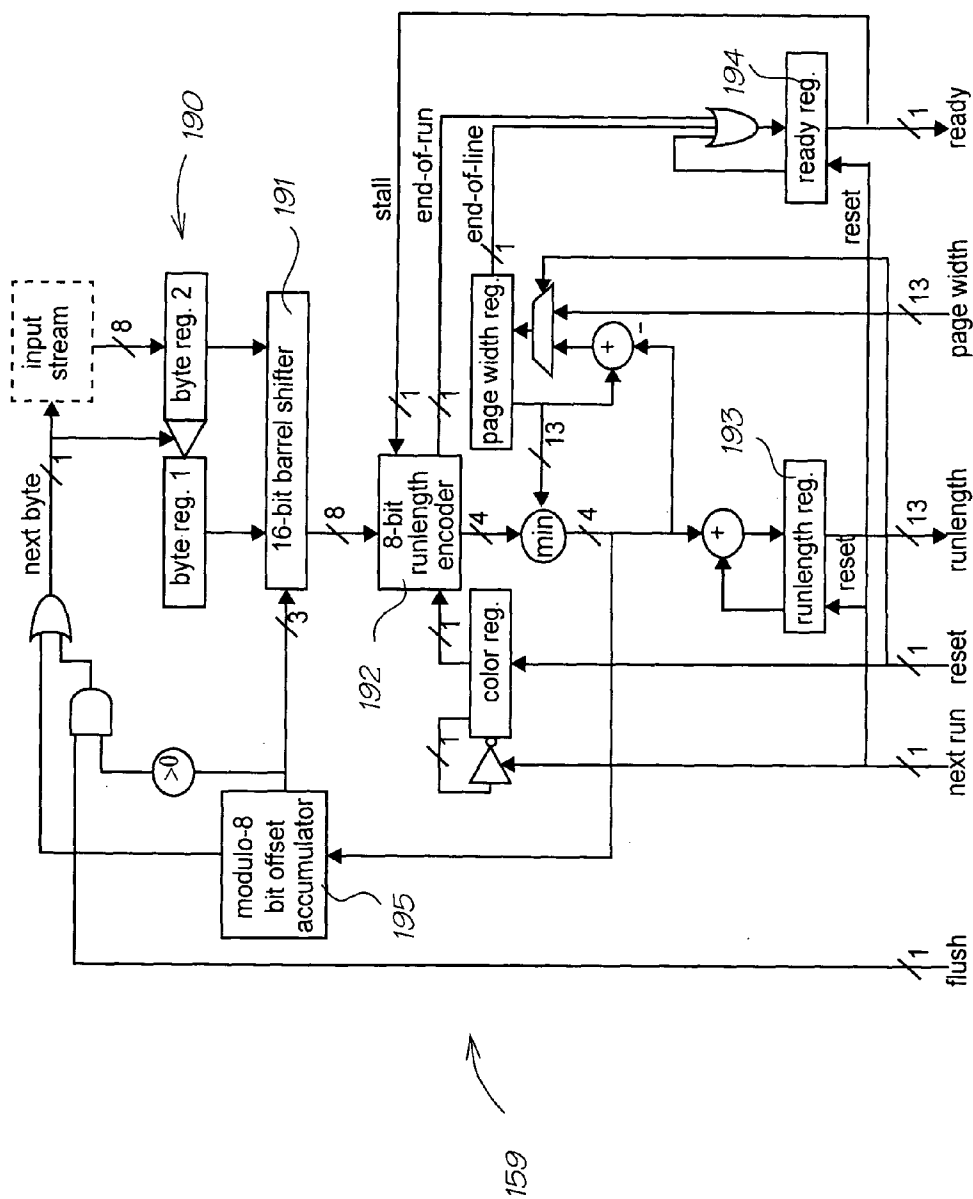 input
stream
next byte
1
8
190
byte reg. 1
byte reg. 2
16-bit barrel shifter
191
3
8
>0
modulo-8
bit offset
accumulator
195
8-bit
runlength
encoder
192
1
stall
1
end-of-run
color reg.
1
1
4
min
4
13
page width reg.
1
end-of-line
+
-
+
runlength reg.
193
reset
ready reg.
194
reset
159
1
flush
1
next run
1
reset
13
runlength
13
page width
1
ready